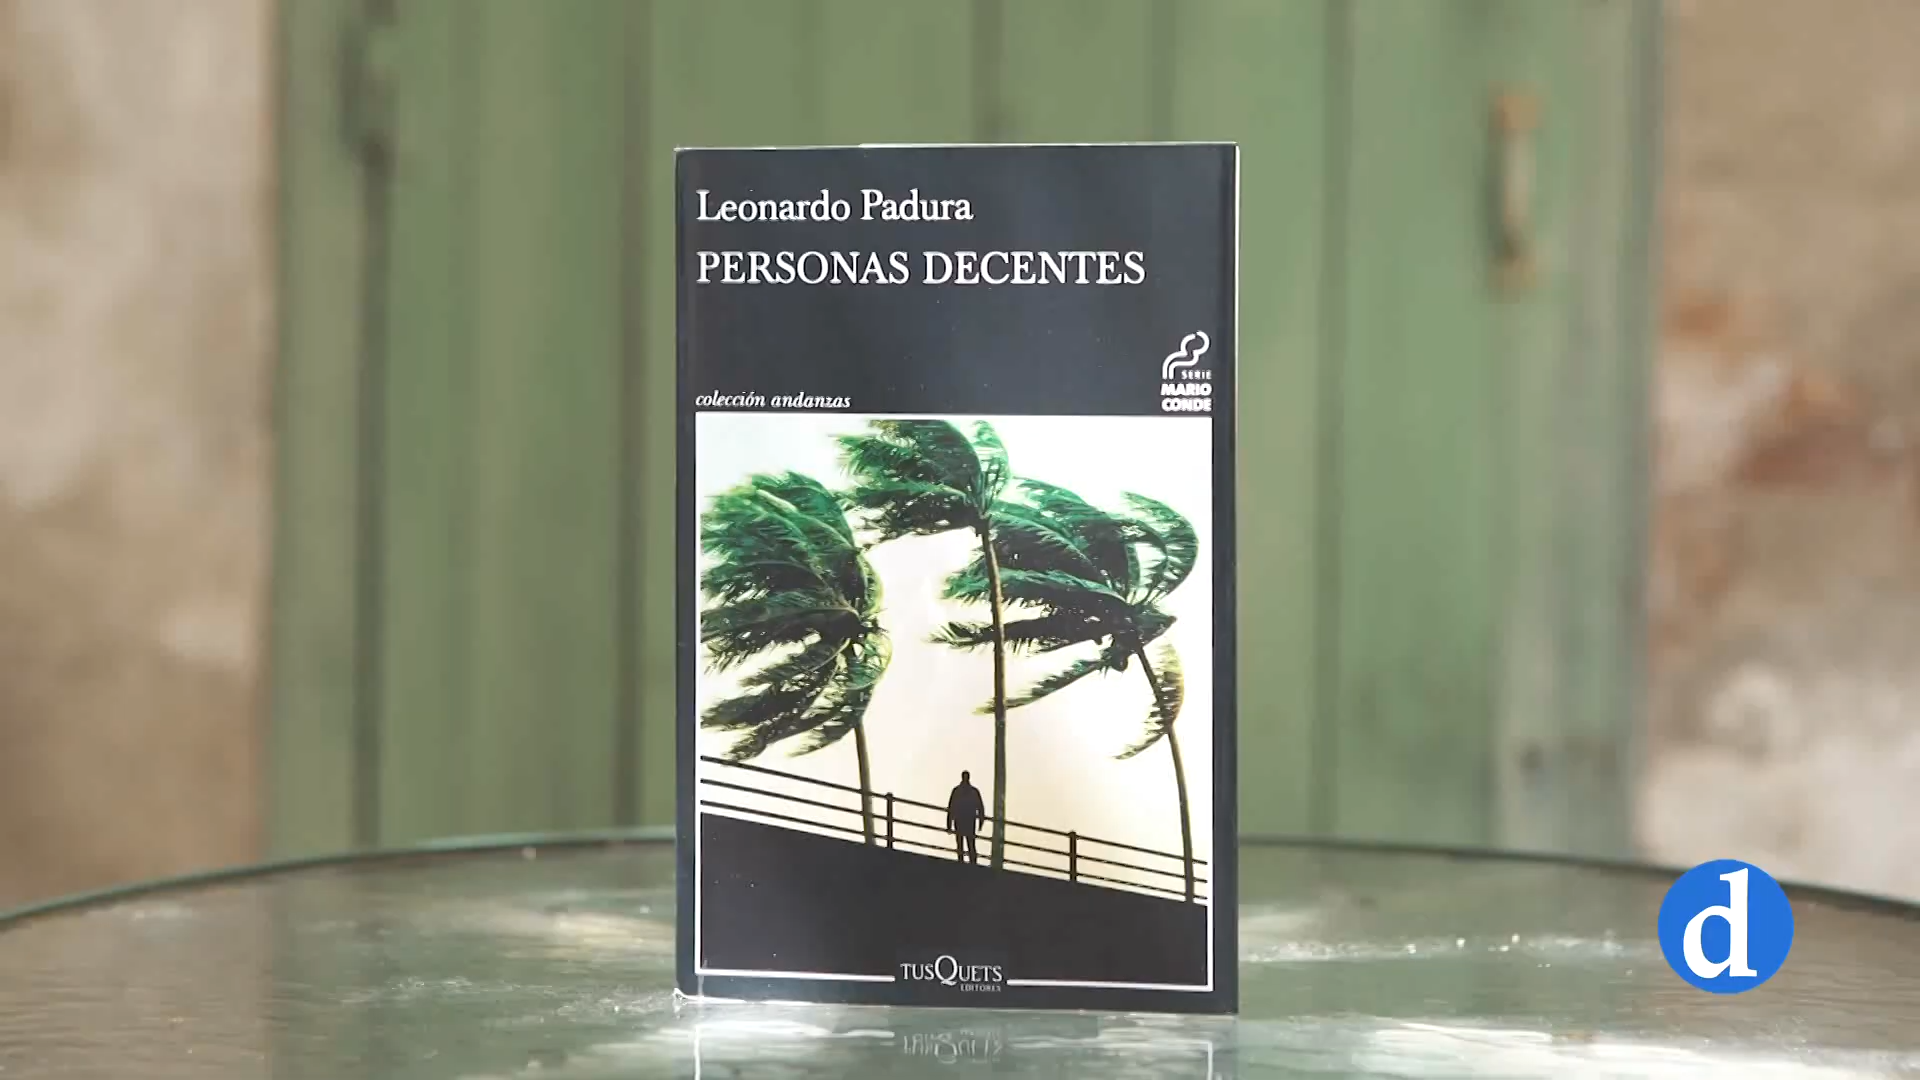 Leonardo Padura
PERSONAS DECENTES
SERIE
MARIO
CONDE
colección andanzas
TUSQUETS
EDITORES
d